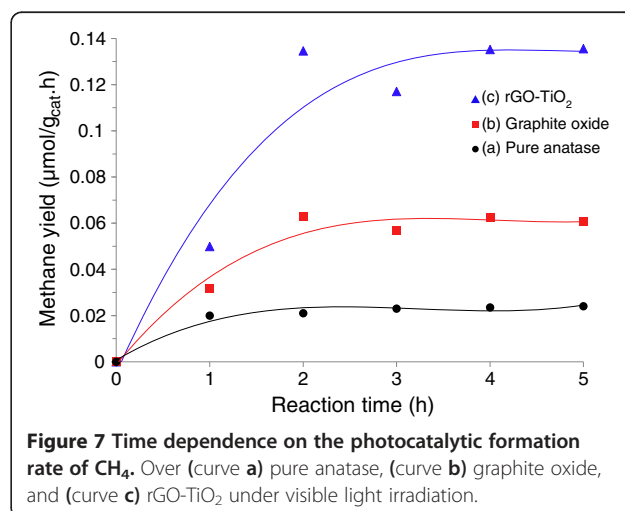 0.14
0.12
0.1
0.08
0.06
0.04
0.02
0
Methane yield (μmol/g_cat.h)
(c) rGO-TiO₂
(b) Graphite oxide
(a) Pure anatase
0 1 2 3 4 5
Reaction time (h)
Figure 7 Time dependence on the photocatalytic formation
rate of CH₄. Over (curve a) pure anatase, (curve b) graphite oxide,
and (curve c) rGO-TiO₂ under visible light irradiation.